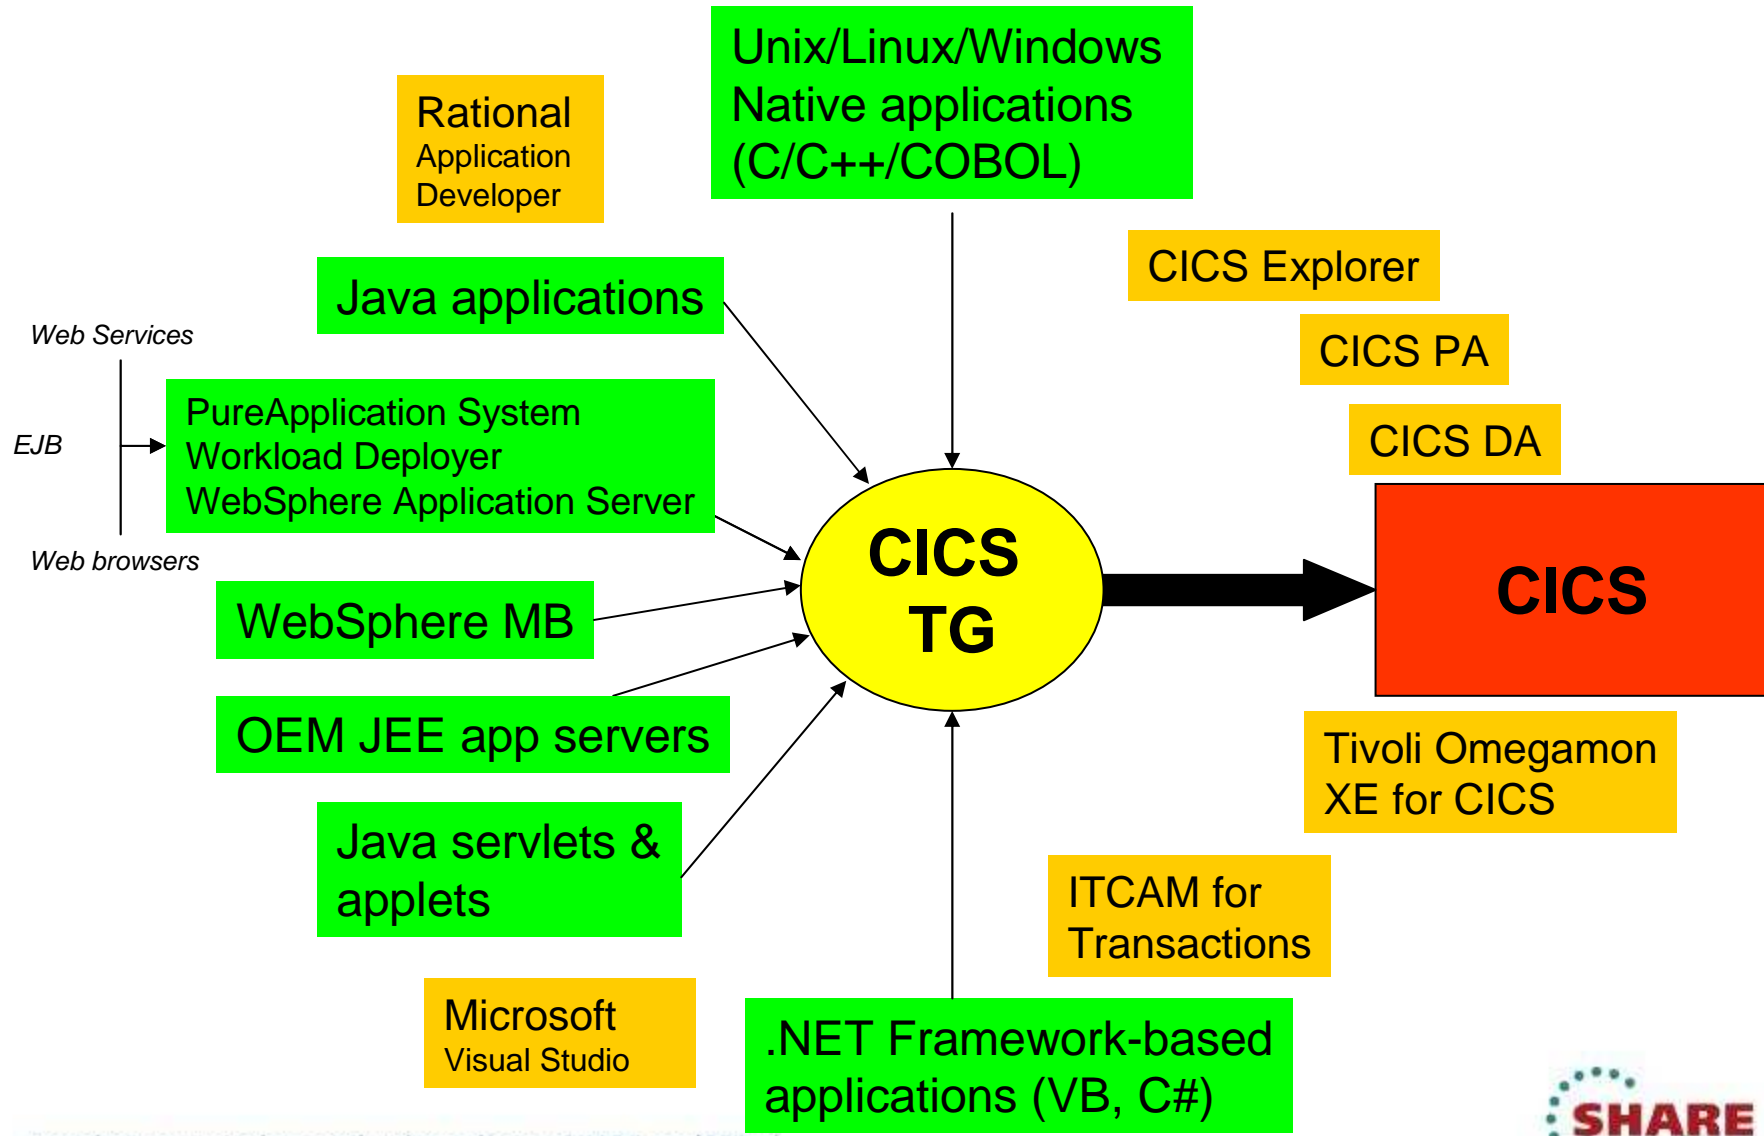 Unix/Linux/Windows
Native applications
(C/C++/COBOL)
Rational
Application
Developer
CICS Explorer
Java applications
Web Services
CICS PA
PureApplication System
Workload Deployer
WebSphere Application Server
EJB
CICS DA
Web browsers
CICS
TG
CICS
WebSphere MB
OEM JEE app servers
Tivoli Omegamon
XE for CICS
Java servlets &
applets
ITCAM for
Transactions
Microsoft
Visual Studio
.NET Framework-based
applications (VB, C#)
SHARE